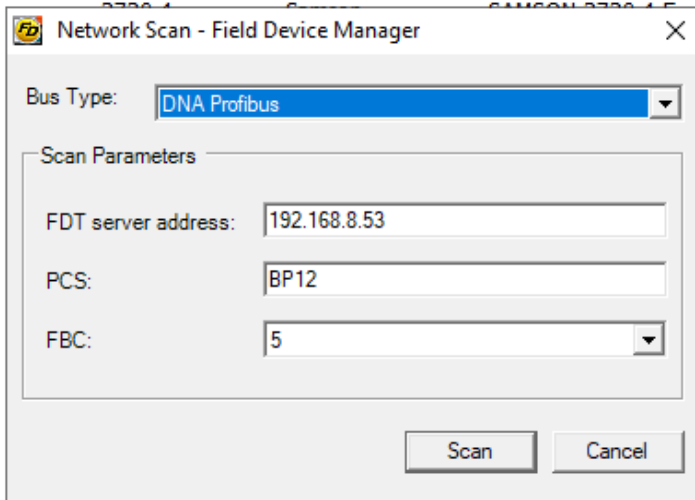 Network Scan - Field Device Manager
Bus Type: DNA Profibus
Scan Parameters
FDT server address: 192.168.8.53
PCS: BP12
FBC: 5
Scan Cancel